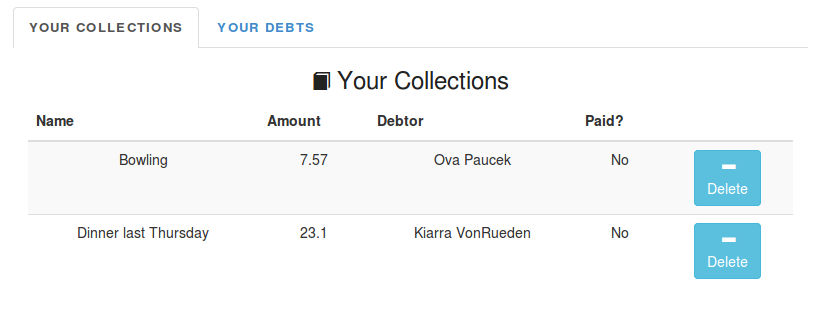 YOUR COLLECTIONS YOUR DEBTS
Your Collections
Name Amount Debtor Paid?
Bowling 7.57 Ova Paucek No
Delete
Dinner last Thursday 23.1 Kiarra VonRueden No
Delete